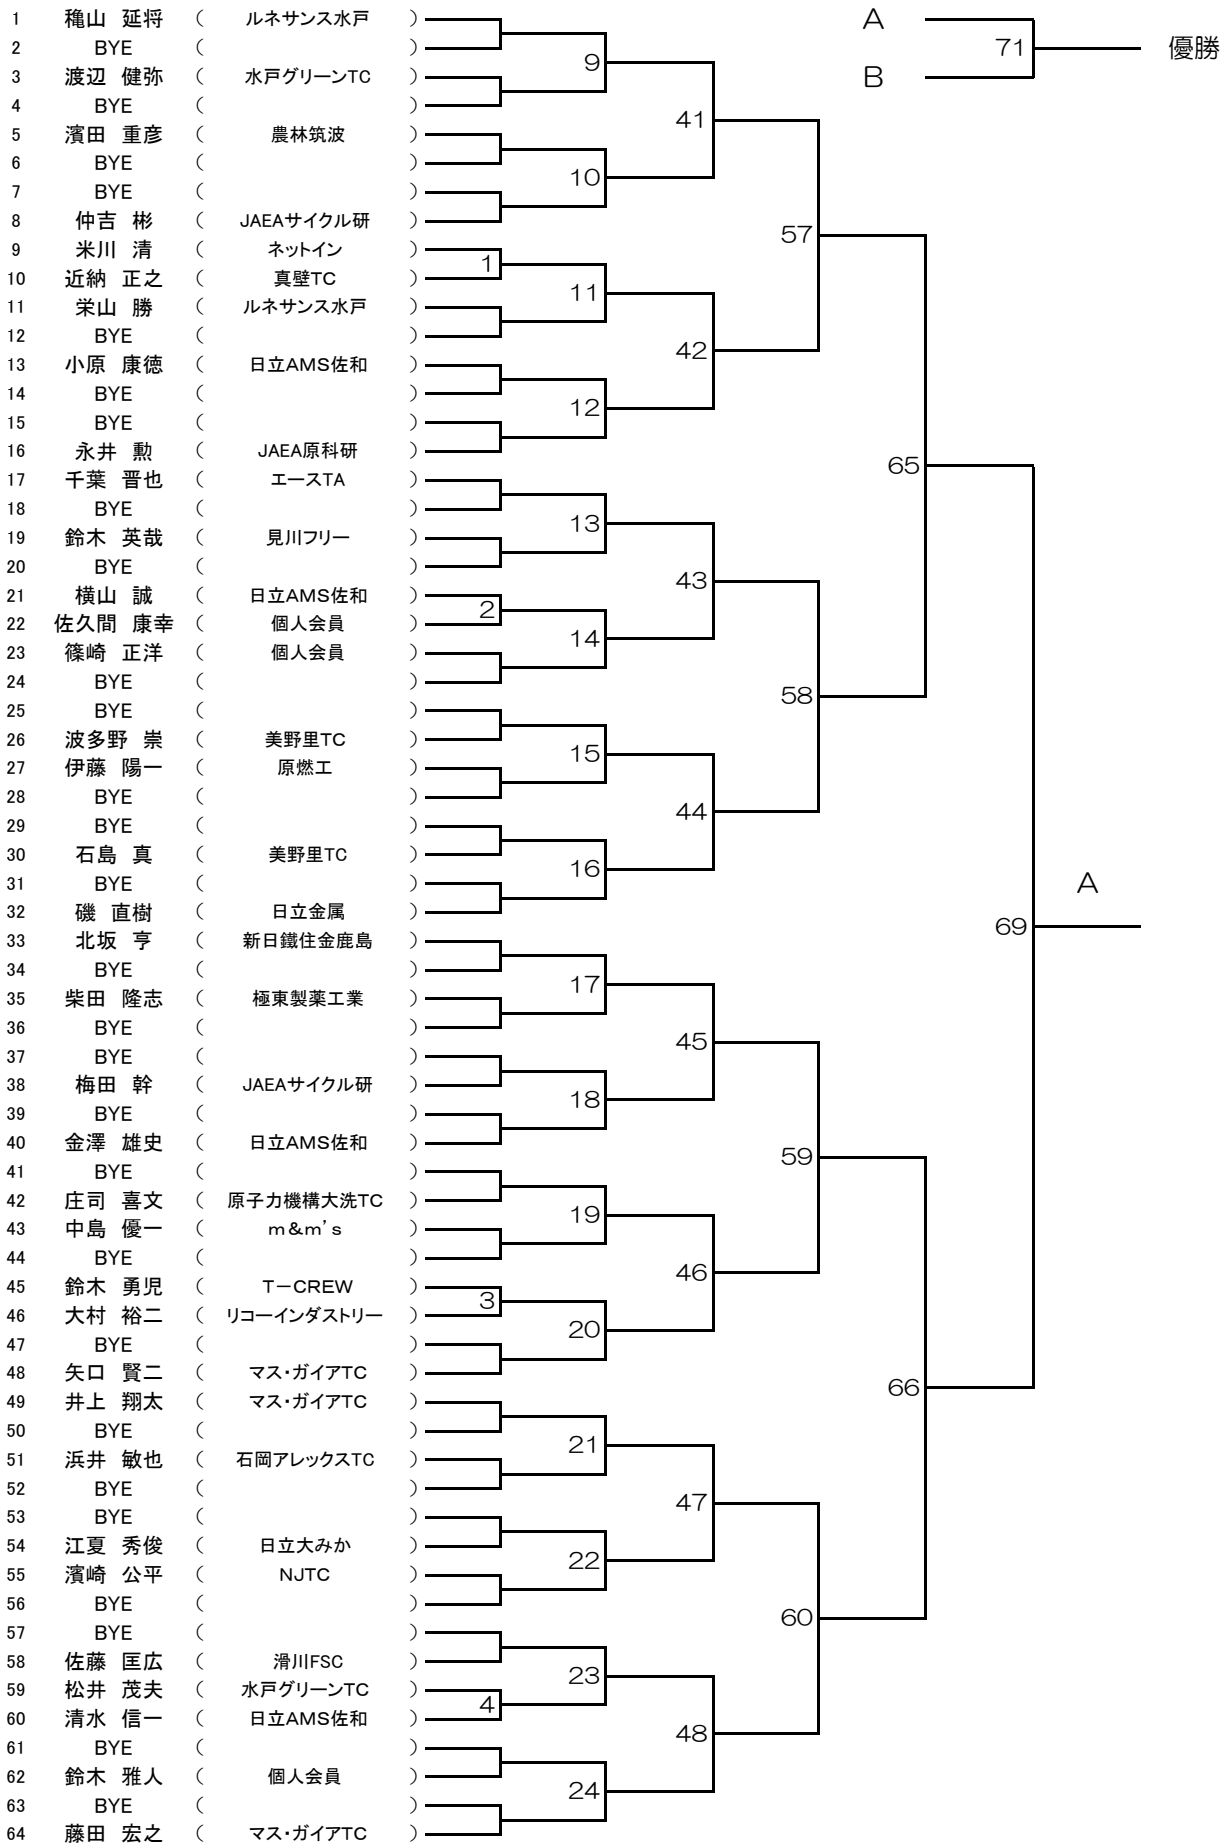 1 穐山 延将 ( ルネサンス水戸 )
2 BYE ( )
3 渡辺 健弥 ( 水戸グリーンTC )
4 BYE ( )
5 濱田 重彦 ( 農林筑波 )
6 BYE ( )
7 BYE ( )
8 仲吉 彬 ( JAEAサイクル研 )
9 米川 清 ( ネットイン )
10 近納 正之 ( 真壁TC )
11 栄山 勝 ( ルネサンス水戸 )
12 BYE ( )
13 小原 康徳 ( 日立AMS佐和 )
14 BYE ( )
15 BYE ( )
16 永井 勲 ( JAEA原科研 )
17 千葉 晋也 ( エースTA )
18 BYE ( )
19 鈴木 英哉 ( 見川フリー )
20 BYE ( )
21 横山 誠 ( 日立AMS佐和 )
22 佐久間 康幸 ( 個人会員 )
23 篠崎 正洋 ( 個人会員 )
24 BYE ( )
25 BYE ( )
26 波多野 崇 ( 美野里TC )
27 伊藤 陽一 ( 原燃工 )
28 BYE ( )
29 BYE ( )
30 石島 真 ( 美野里TC )
31 BYE ( )
32 磯 直樹 ( 日立金属 )
33 北坂 亨 ( 新日鐵住金鹿島 )
34 BYE ( )
35 柴田 隆志 ( 極東製薬工業 )
36 BYE ( )
37 BYE ( )
38 梅田 幹 ( JAEAサイクル研 )
39 BYE ( )
40 金澤 雄史 ( 日立AMS佐和 )
41 BYE ( )
42 庄司 喜文 ( 原子力機構大洗TC )
43 中島 優一 ( m&m's )
44 BYE ( )
45 鈴木 勇児 ( T-CREW )
46 大村 裕二 ( リコーインダストリー )
47 BYE ( )
48 矢口 賢二 ( マス・ガイアTC )
49 井上 翔太 ( マス・ガイアTC )
50 BYE ( )
51 浜井 敏也 ( 石岡アレックスTC )
52 BYE ( )
53 BYE ( )
54 江夏 秀俊 ( 日立大みか )
55 濱崎 公平 ( NJTC )
56 BYE ( )
57 BYE ( )
58 佐藤 匡広 ( 滑川FSC )
59 松井 茂夫 ( 水戸グリーンTC )
60 清水 信一 ( 日立AMS佐和 )
61 BYE ( )
62 鈴木 雅人 ( 個人会員 )
63 BYE ( )
64 藤田 宏之 ( マス・ガイアTC )
1
2
3
4
9
10
11
12
13
14
15
16
17
18
19
20
21
22
23
24
41
42
43
44
45
46
47
48
57
58
59
60
65
66
69
A
A
71
優勝
B